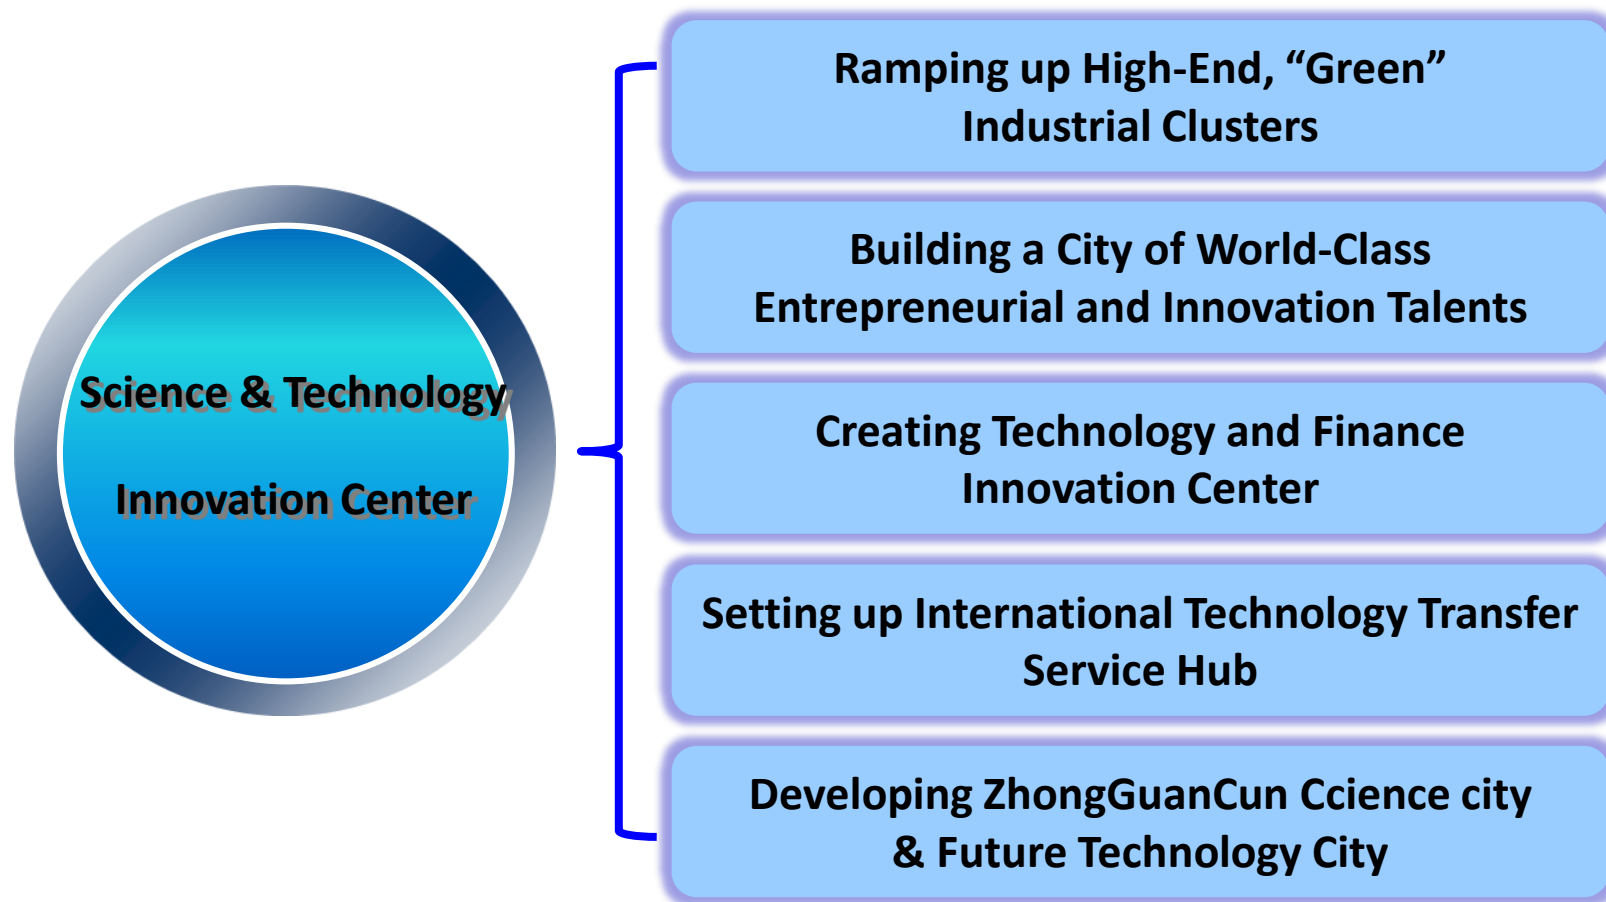 Science & Technology
Innovation Center
Ramping up High-End, “Green”
Industrial Clusters
Building a City of World-Class
Entrepreneurial and Innovation Talents
Creating Technology and Finance
Innovation Center
Setting up International Technology Transfer
Service Hub
Developing ZhongGuanCun Ccience city
& Future Technology City